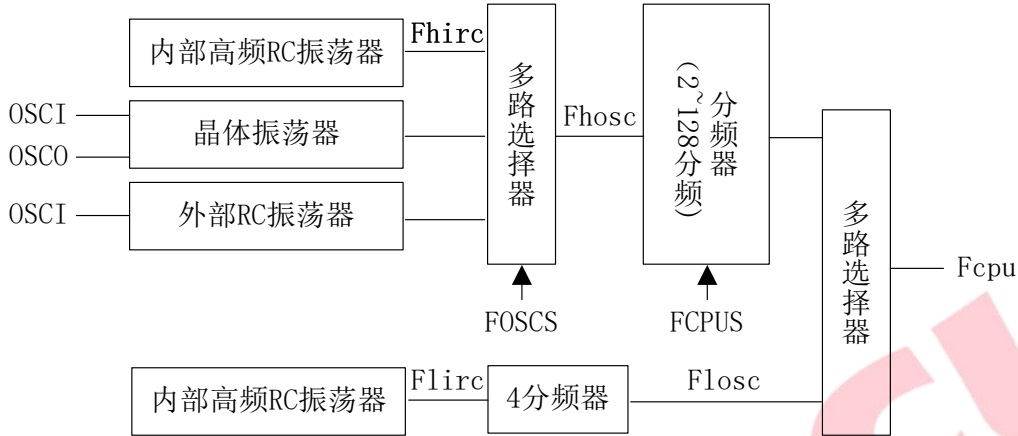 内部高频RC振荡器
Fhirc
OSCI
OSCO
晶体振荡器
OSCI
外部RC振荡器
多路选择器
FOSCS
Fhosc
分频器
(2~128分频)
FCPUS
多路选择器
Fcpu
内部高频RC振荡器
Flirc
4分频器
Flosc